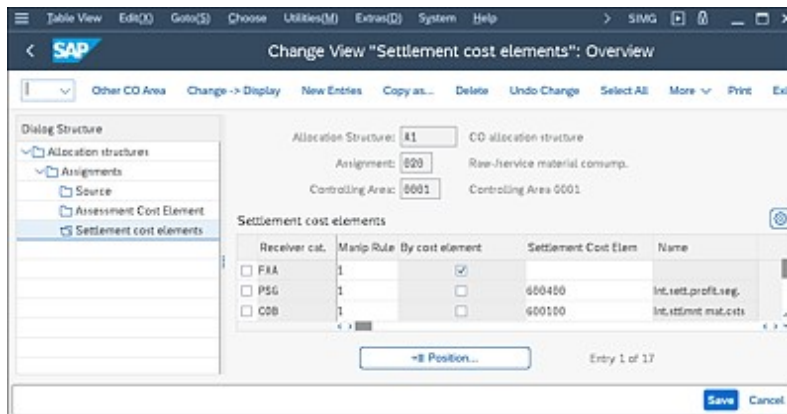 Table View Edit(X) Goto(S) Choose Utilities(M) Extras(D) System Help SIMG
SAP Change View "Settlement cost elements": Overview
Other CO Area Change -> Display New Entries Copy as... Delete Undo Change Select All More Print
Dialog Structure
Allocation structures
Assignments
Source
Assessment Cost Element
Settlement cost elements
Allocation Structure: A1 CO allocation structure
Assignment: 020 Raw-/service material consump.
Controlling Area: 0001 Controlling Area 0001
Settlement cost elements
Receiver cat. Manip Rule By cost element Settlement Cost Elem Name
FXA 1
PSG 1 600400 Int.sett.profit.seg.
COB 1 600100 Int.sttlmnt mat.csts
Position... Entry 1 of 17
Save Cancel